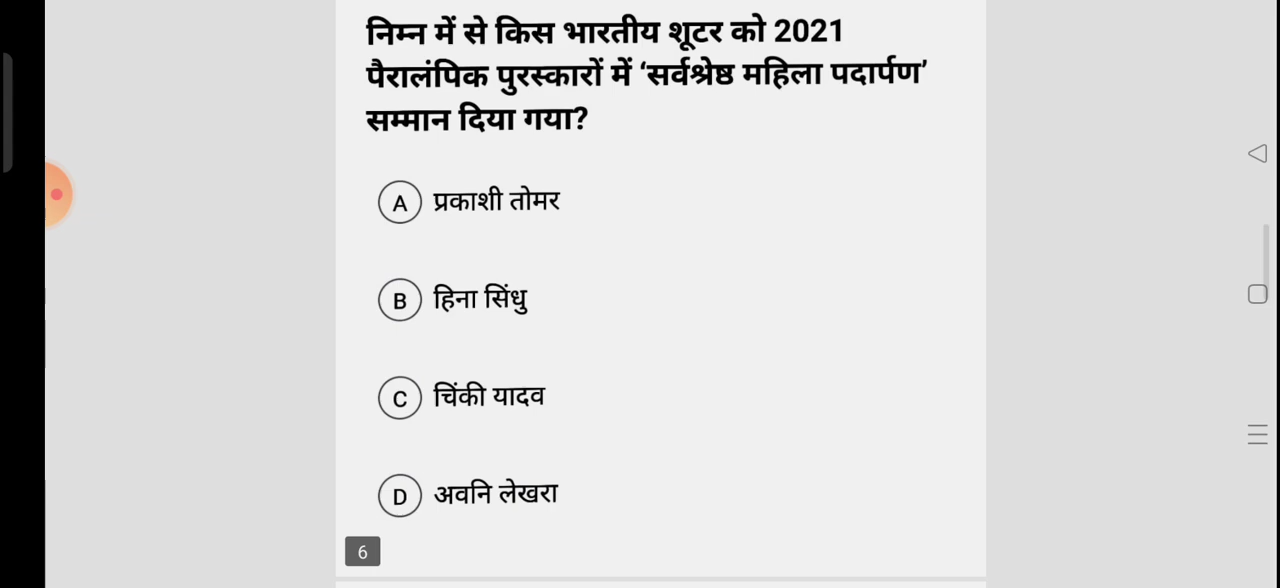 निम्न में से किस भारतीय शूटर को 2021
पैरालंपिक पुरस्कारों में ‘सर्वश्रेष्ठ महिला पदार्पण’
सम्मान दिया गया?
A प्रकाशी तोमर
B हिना सिंधु
C चिंकी यादव
D अवनि लेखरा
6